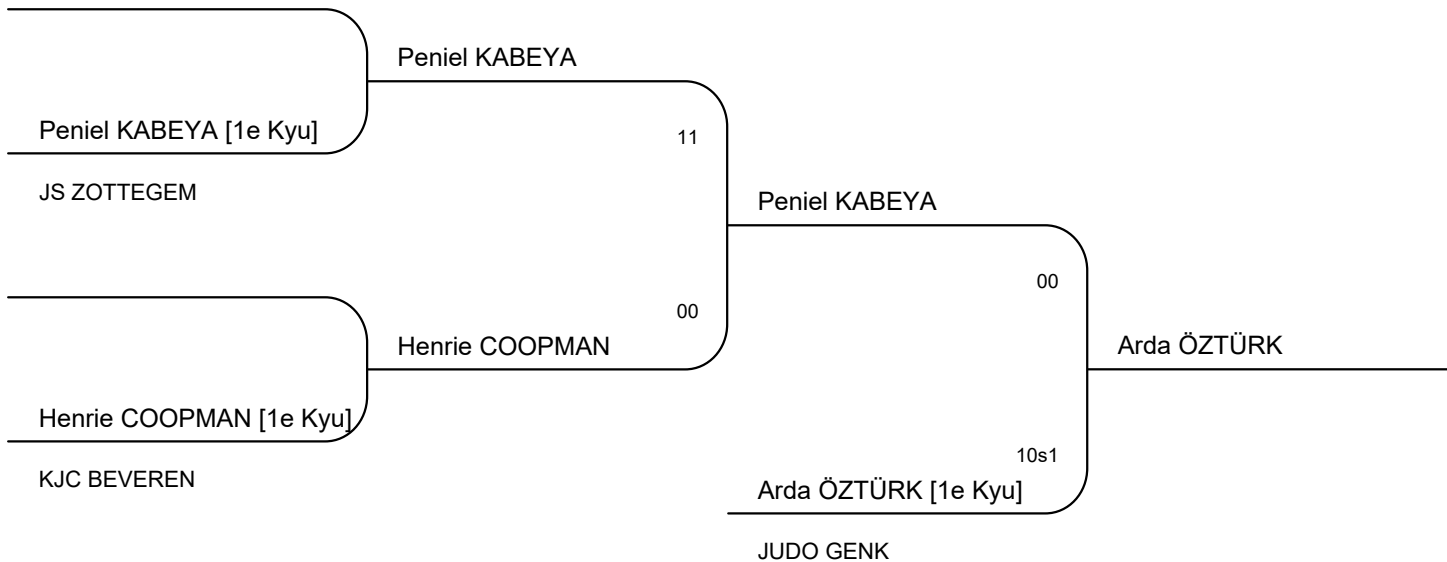 Peniel KABEYA
Peniel KABEYA [1e Kyu]
11
JS ZOTTEGEM
Peniel KABEYA
00
00
Henrie COOPMAN
Arda ÖZTÜRK
Henrie COOPMAN [1e Kyu]
10s1
KJC BEVEREN
Arda ÖZTÜRK [1e Kyu]
JUDO GENK